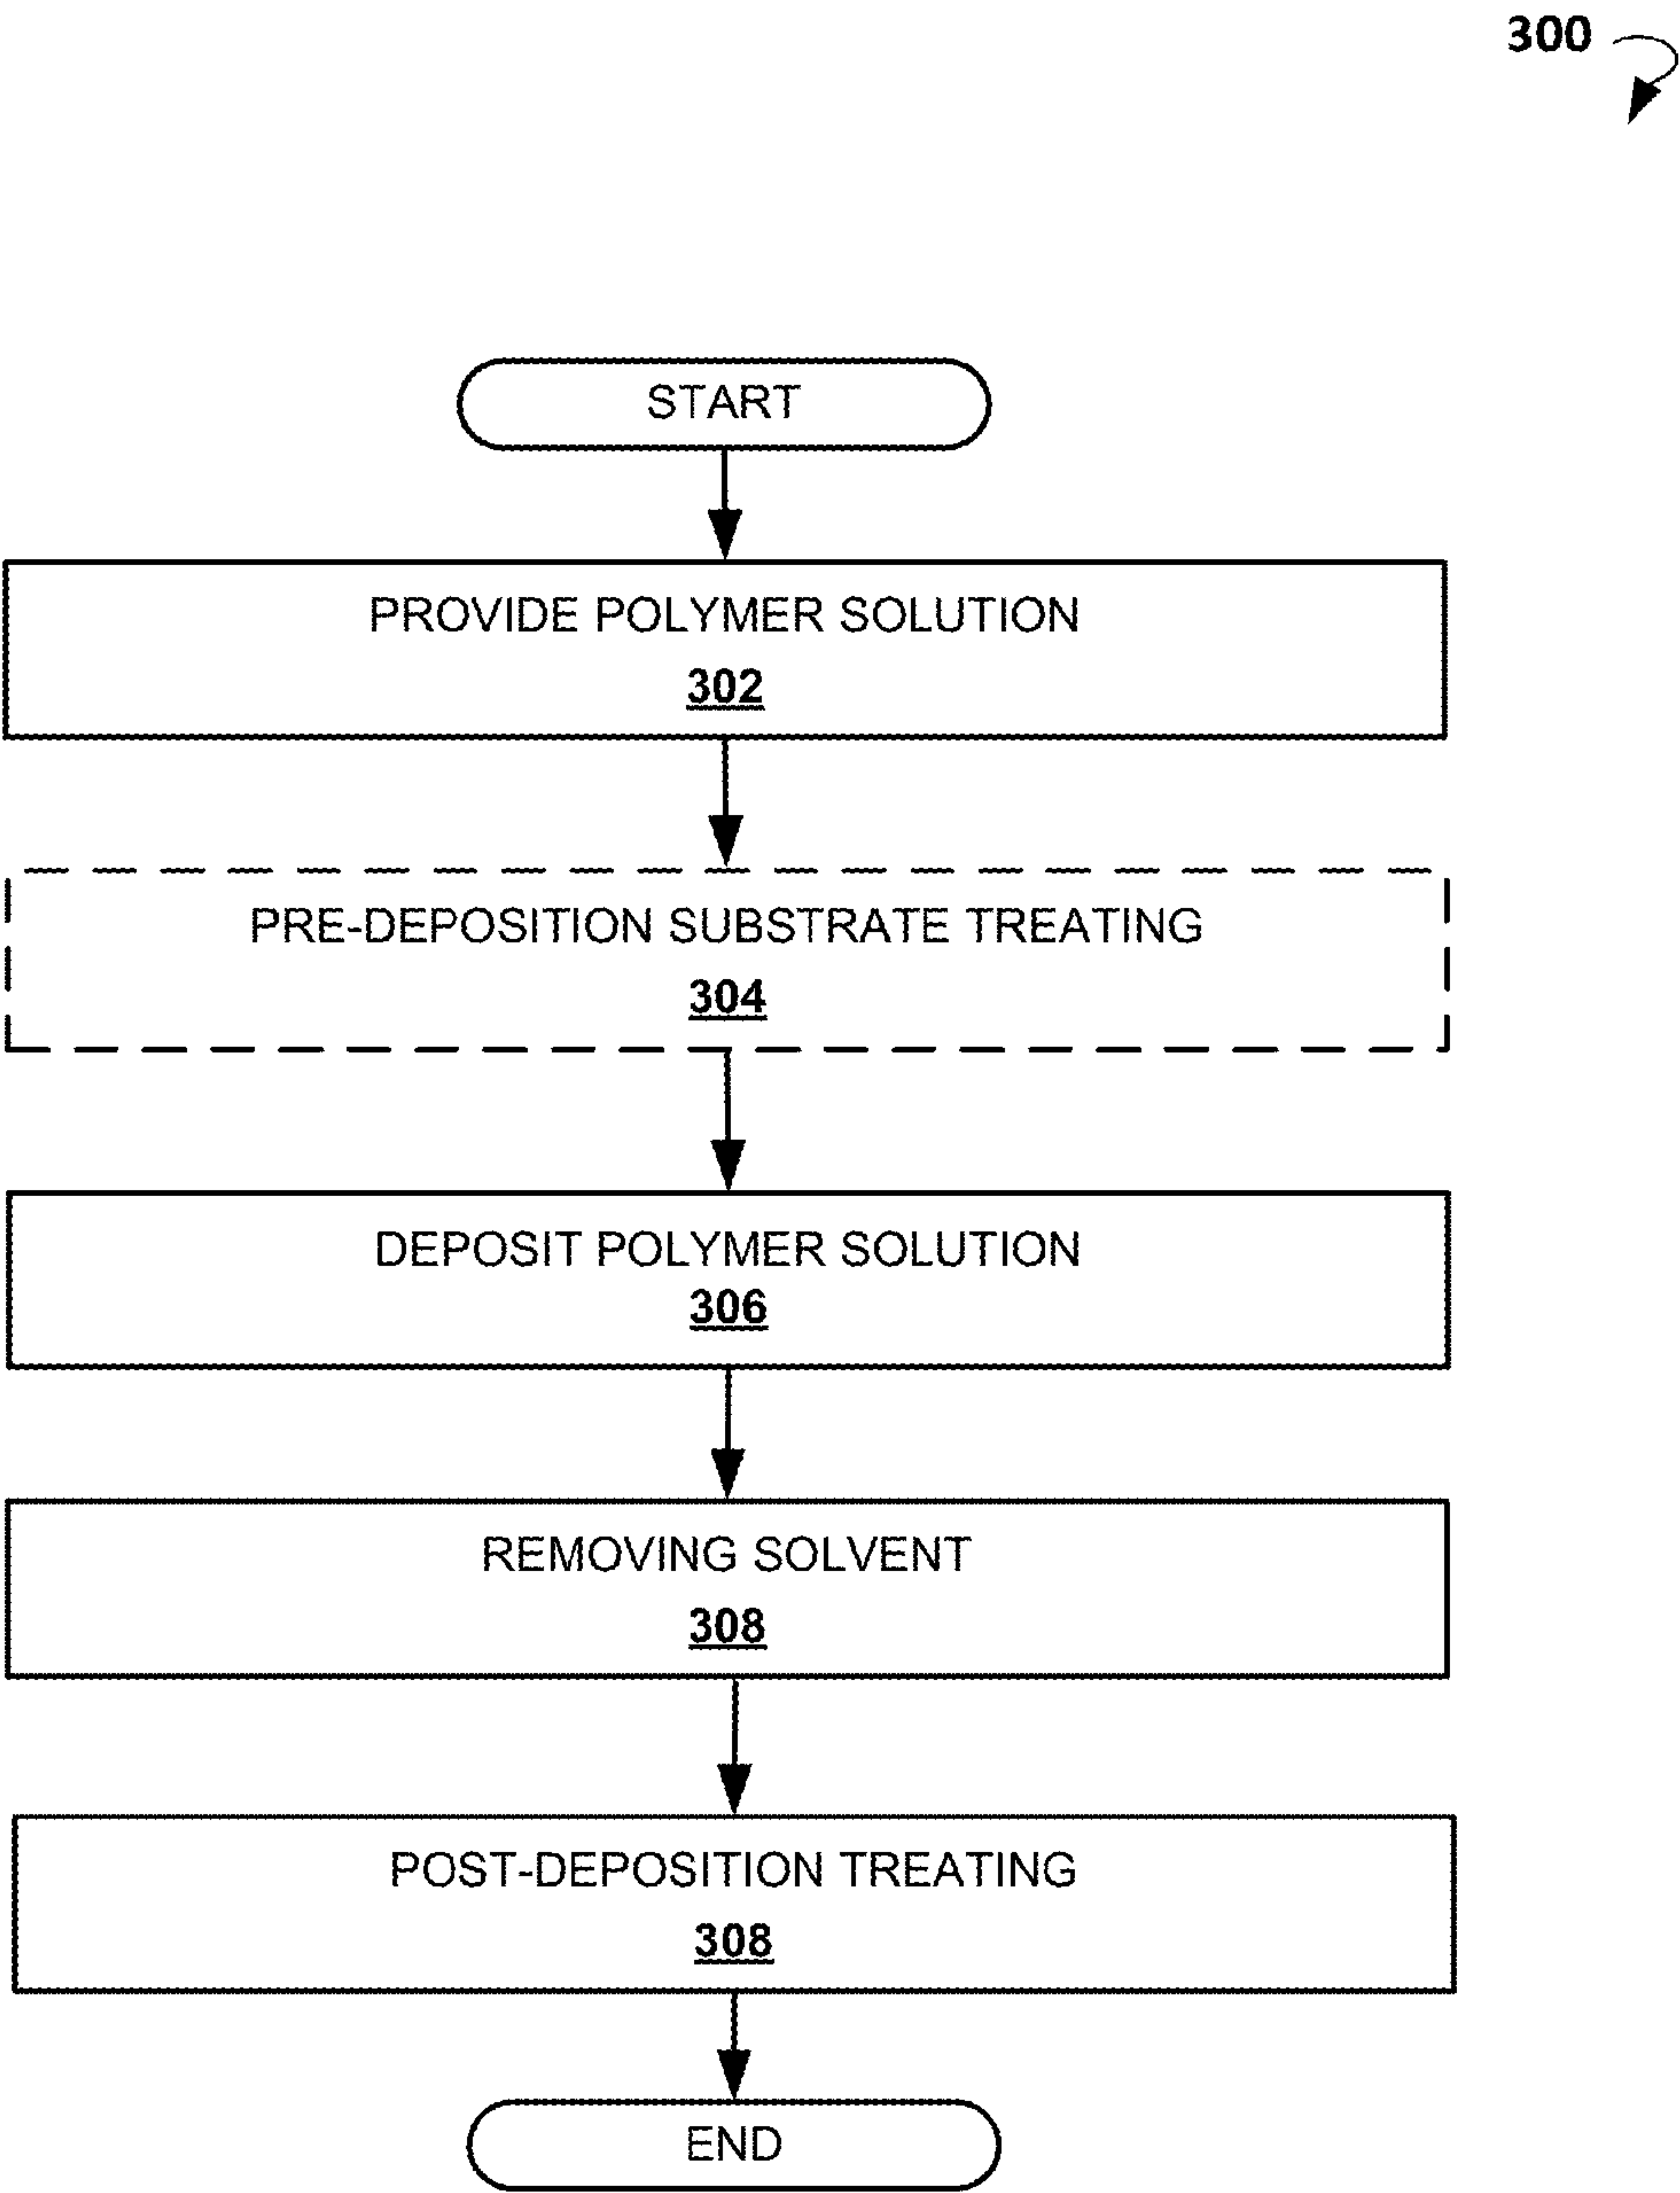 300
START
PROVIDE POLYMER SOLUTION
302
PRE-DEPOSITION SUBSTRATE TREATING
304
DEPOSIT POLYMER SOLUTION
306
REMOVING SOLVENT
308
POST-DEPOSITION TREATING
308
END